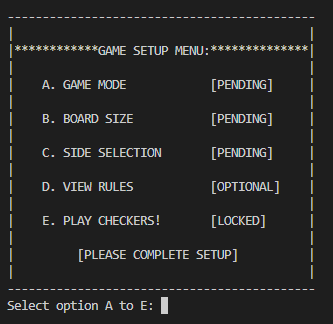 ************GAME SETUP MENU:**************
A. GAME MODE [PENDING]
B. BOARD SIZE [PENDING]
C. SIDE SELECTION [PENDING]
D. VIEW RULES [OPTIONAL]
E. PLAY CHECKERS! [LOCKED]
[PLEASE COMPLETE SETUP]
Select option A to E: